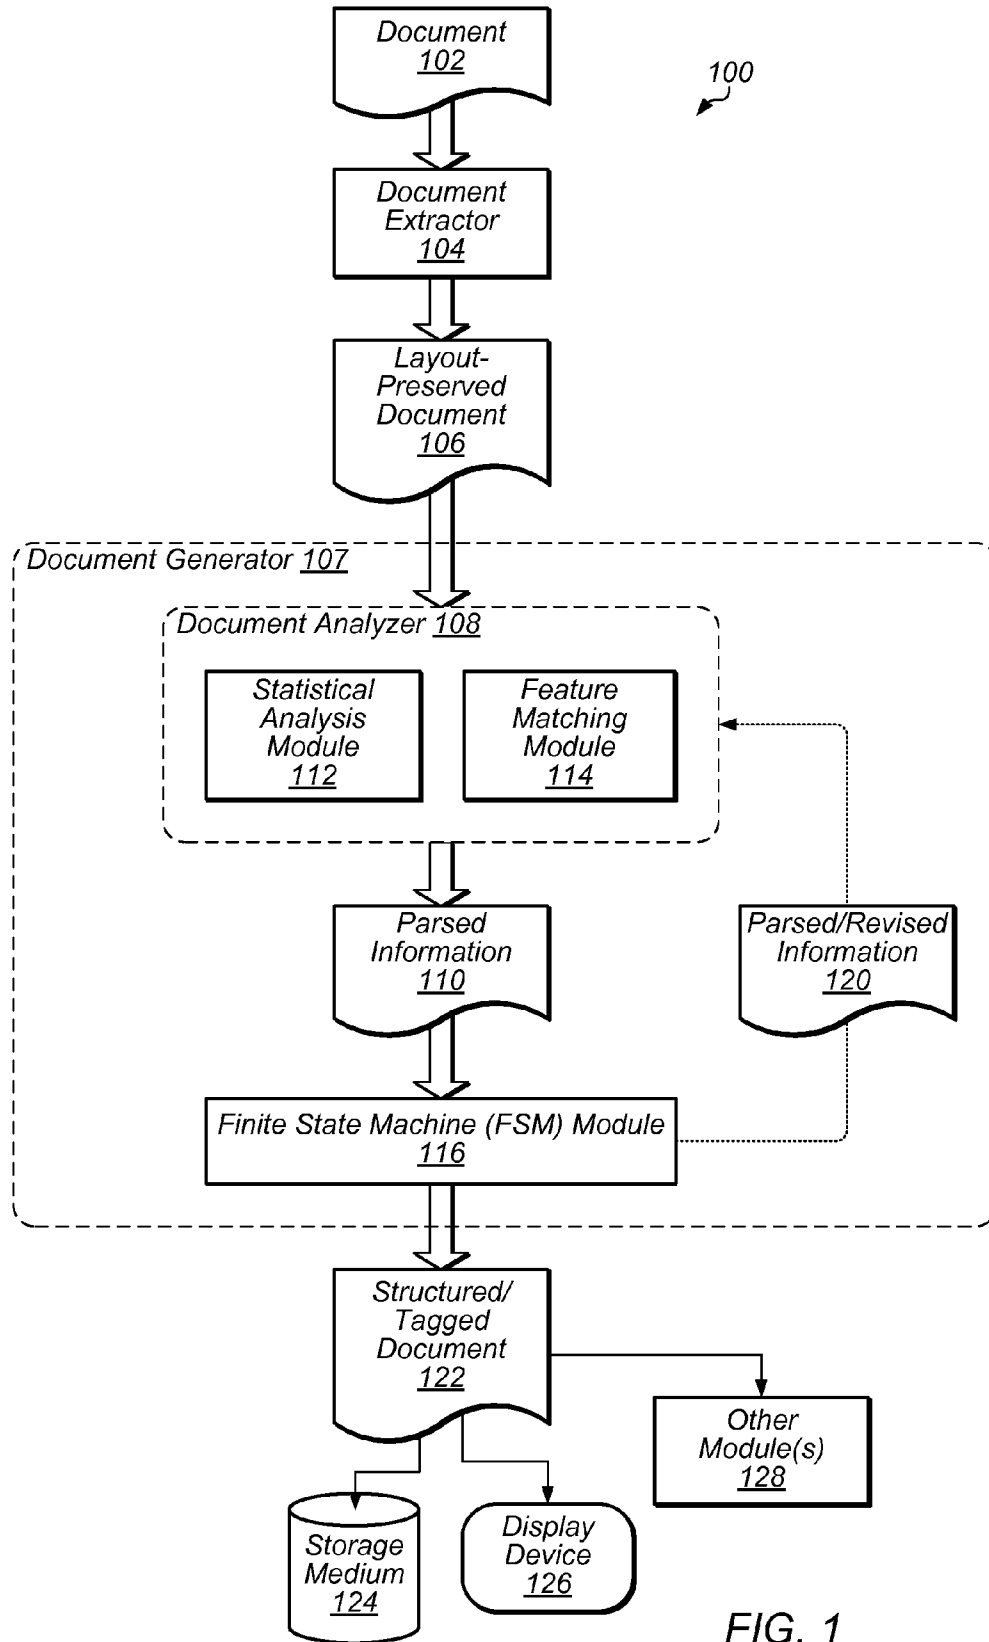 Document
102
100
Document
Extractor
104
Layout-
Preserved
Document
106
Document Generator 107
Document Analyzer 108
Statistical
Analysis
Module
112
Feature
Matching
Module
114
Parsed
Information
110
Parsed/Revised
Information
120
Finite State Machine (FSM) Module
116
Structured/
Tagged
Document
122
Other
Module(s)
128
Storage
Medium
124
Display
Device
126
FIG. 1